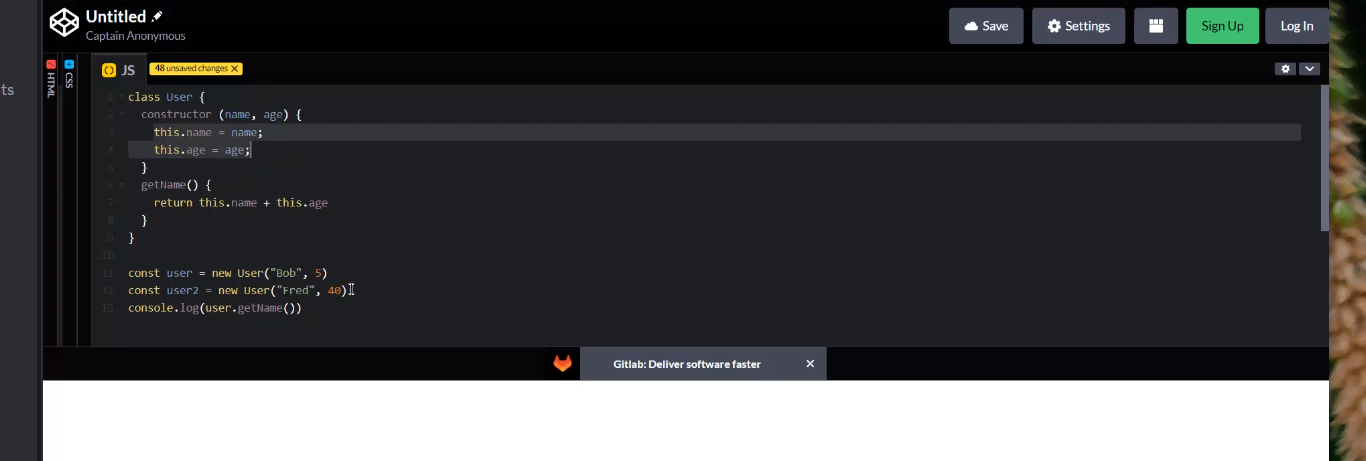 Untitled
Captain Anonymous
Save
Settings
Sign Up
Log In
ts
HTML
CSS
JS
48 unsaved changes ×
1 class User {
2 constructor (name, age) {
3 this.name = name;
4 this.age = age;
5 }
6 getName() {
7 return this.name + this.age
8 }
9 }
10
11 const user = new User("Bob", 5)
12 const user2 = new User("Fred", 40)
13 console.log(user.getName())
Gitlab: Deliver software faster ×